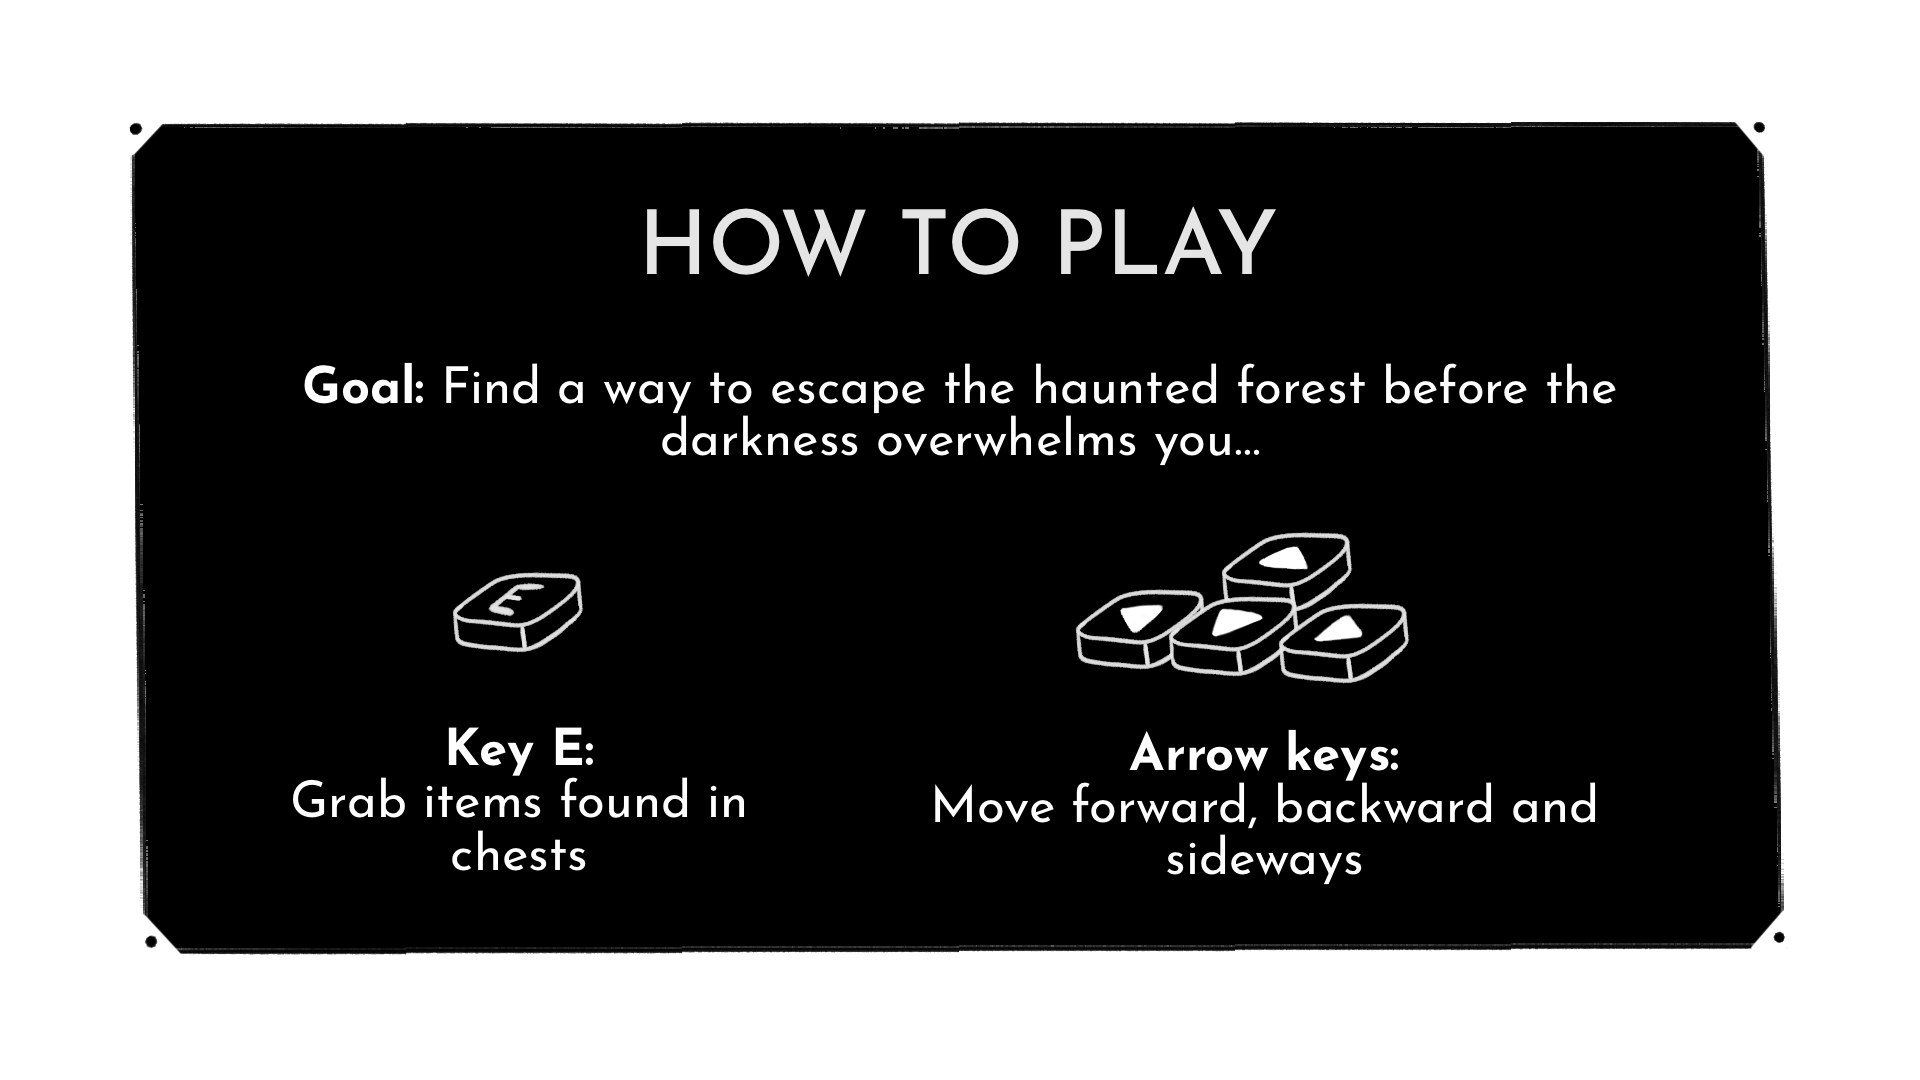 HOW TO PLAY
Goal: Find a way to escape the haunted forest before the
darkness overwhelms you...
E
Key E:
Grab items found in
chests
Arrow keys:
Move forward, backward and
sideways